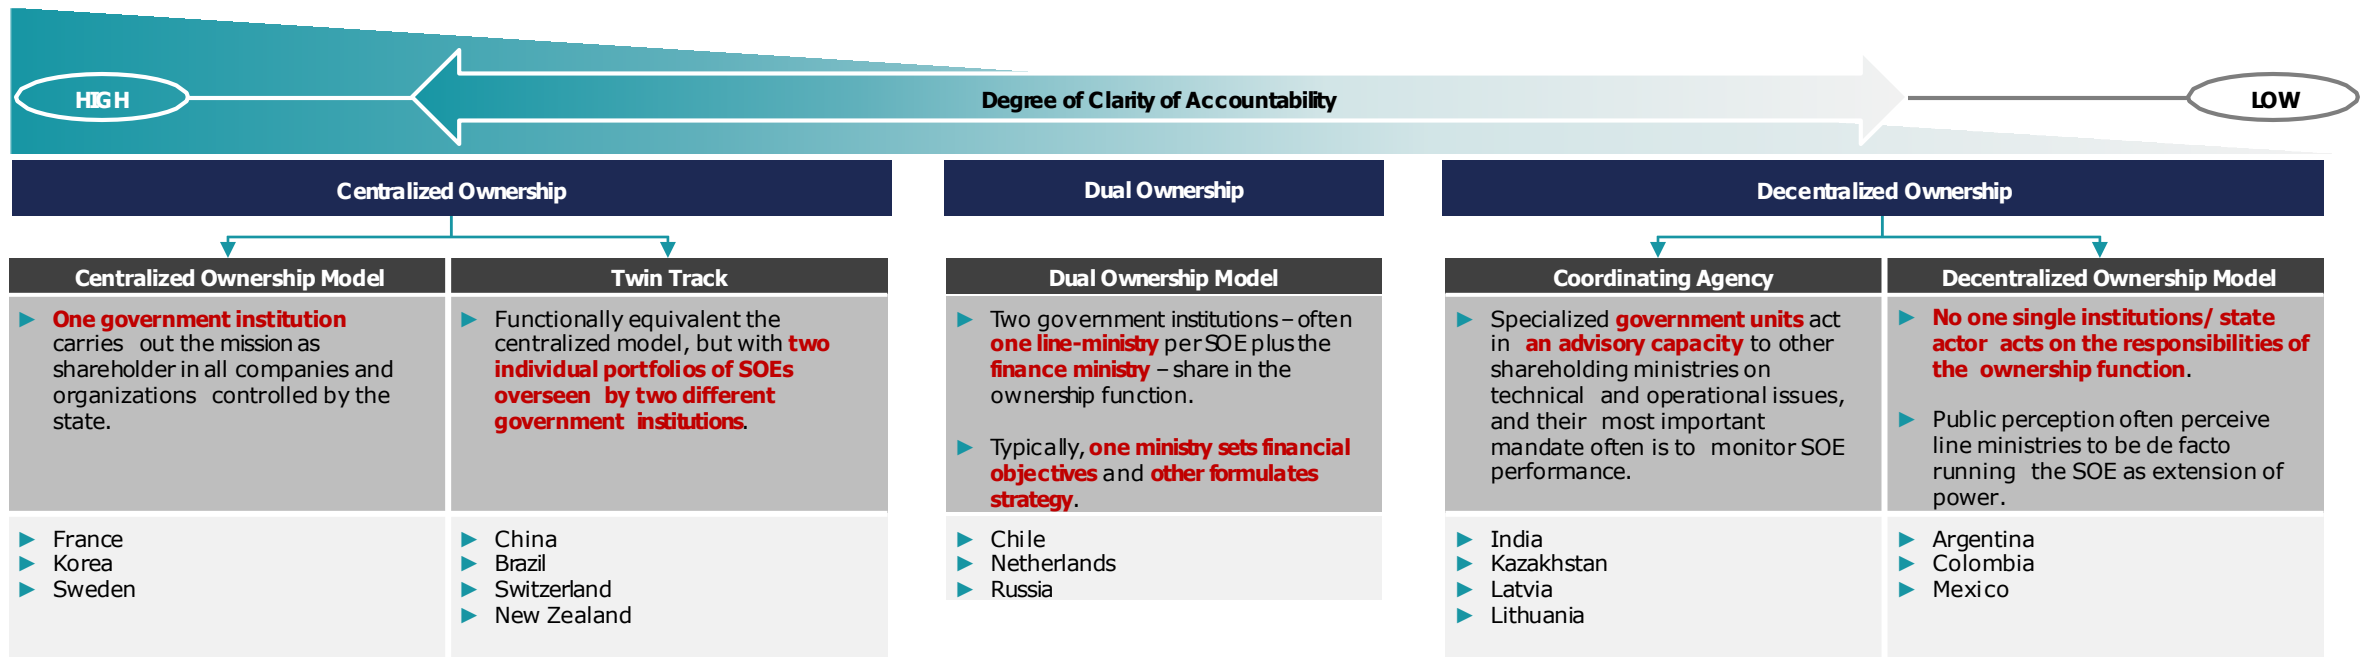 HIGH
Degree of Clarity of Accountability
LOW
Centralized Ownership
Dual Ownership
Decentralized Ownership
Centralized Ownership Model
► One government institution
carries out the mission as
shareholder in all companies and
organizations controlled by the
state.
► France
► Korea
► Sweden
Twin Track
► Functionally equivalent the
centralized model, but with two
individual portfolios of SOEs
overseen by two different
government institutions.
► China
► Brazil
► Switzerland
► New Zealand
Dual Ownership Model
► Two government institutions – often
one line-ministry per SOE plus the
finance ministry – share in the
ownership function.
► Typically, one ministry sets financial
objectives and other formulates
strategy.
► Chile
► Netherlands
► Russia
Coordinating Agency
► Specialized government units act
in an advisory capacity to other
shareholding ministries on
technical and operational issues,
and their most important
mandate often is to monitor SOE
performance.
► India
► Kazakhstan
► Latvia
► Lithuania
Decentralized Ownership Model
► No one single institutions/ state
actor acts on the responsibilities of
the ownership function.
► Public perception often perceive
line ministries to be de facto
running the SOE as extension of
power.
► Argentina
► Colombia
► Mexico